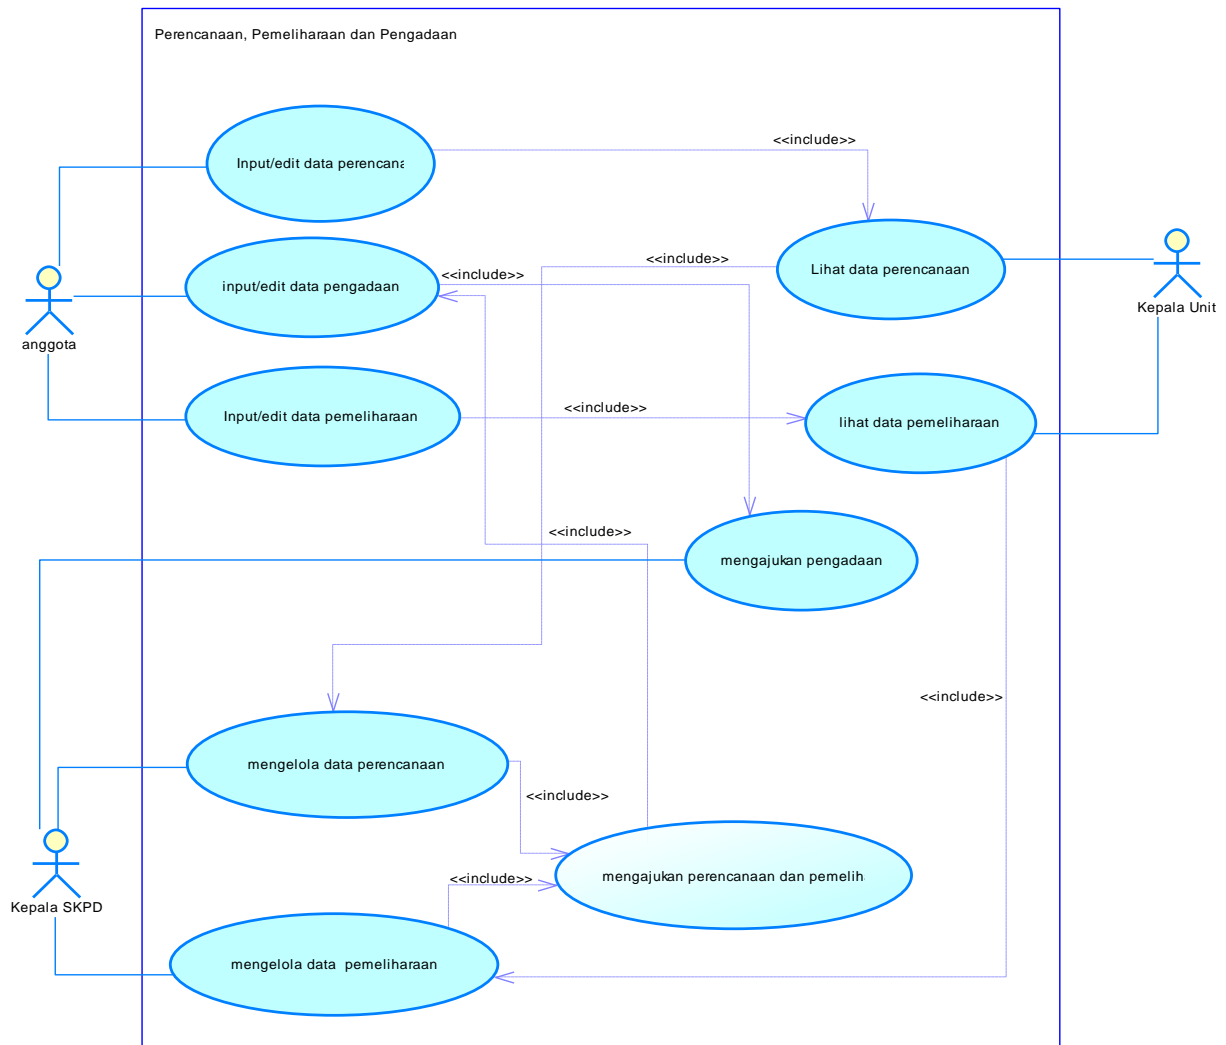 Perencanaan, Pemeliharaan dan Pengadaan
<<include>>
Input/edit data perencana
<<include>>
<<include>>
Lihat data perencanaan
input/edit data pengadaan
Kepala Unit
anggota
<<include>>
Input/edit data pemeliharaan
lihat data pemeliharaan
<<include>>
mengajukan pengadaan
<<include>>
mengelola data perencanaan
<<include>>
<<include>>
mengajukan perencanaan dan pemelih
Kepala SKPD
mengelola data  pemeliharaan